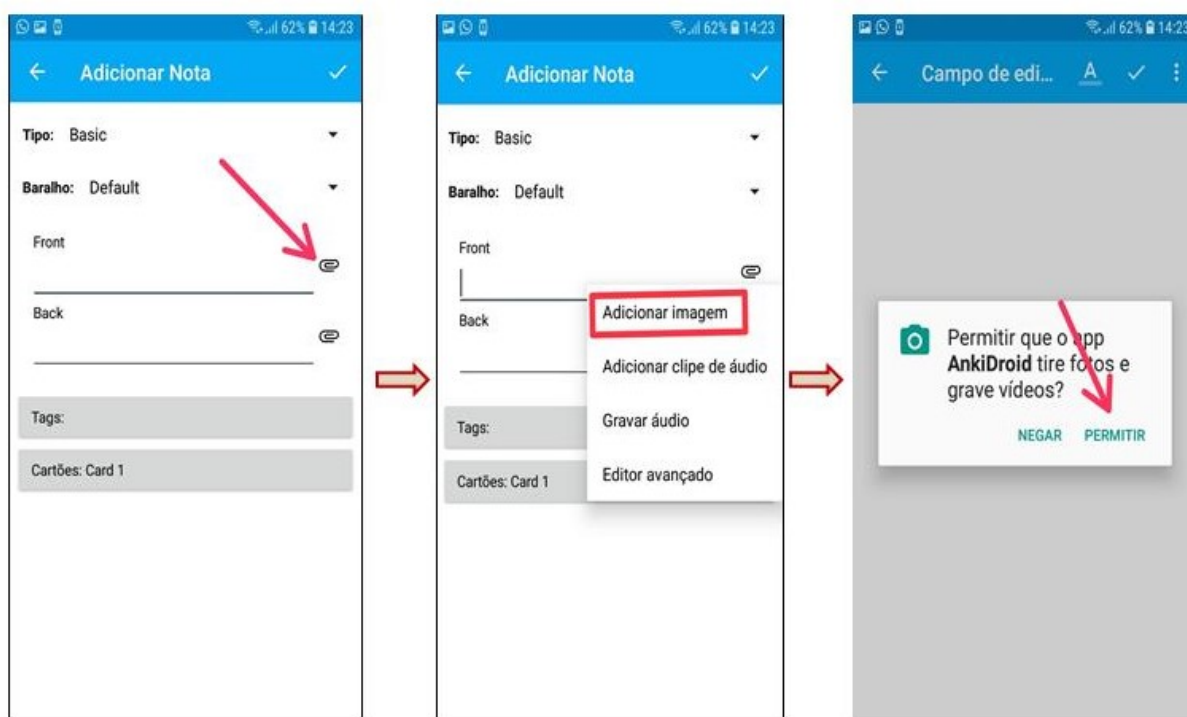 62% 14:23
Adicionar Nota
Tipo: Basic
Baralho: Default
Front
Back
Tags:
Cartões: Card 1
62% 14:23
Adicionar Nota
Tipo: Basic
Baralho: Default
Front
Back
Adicionar imagem
Adicionar clipe de áudio
Gravar áudio
Editor avançado
Tags:
Cartões: Card 1
62% 14:23
Campo de edi... A
Permitir que o app
AnkiDroid tire fotos e
grave vídeos?
NEGAR PERMITIR